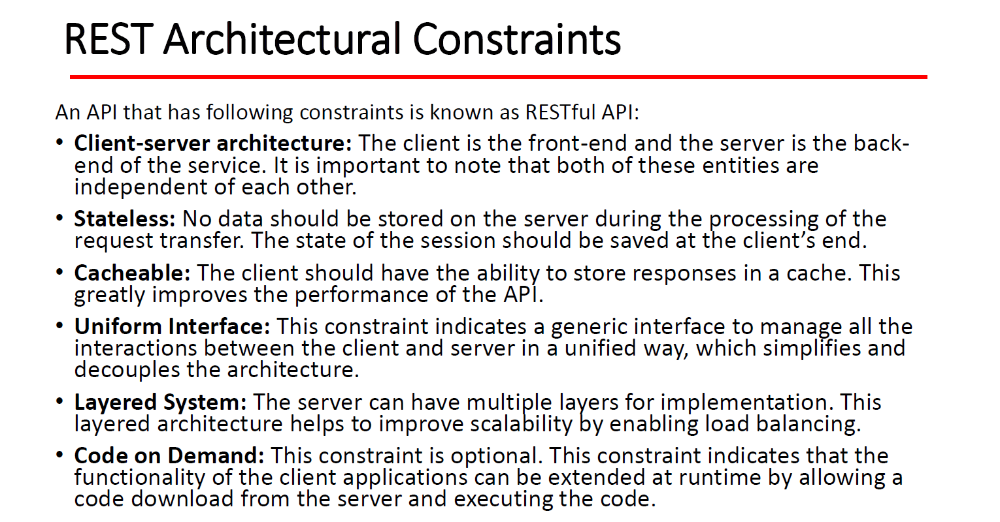 REST Architectural Constraints
An API that has following constraints is known as RESTful API:
• Client-server architecture: The client is the front-end and the server is the back-
end of the service. It is important to note that both of these entities are
independent of each other.
• Stateless: No data should be stored on the server during the processing of the
request transfer. The state of the session should be saved at the client’s end.
• Cacheable: The client should have the ability to store responses in a cache. This
greatly improves the performance of the API.
• Uniform Interface: This constraint indicates a generic interface to manage all the
interactions between the client and server in a unified way, which simplifies and
decouples the architecture.
• Layered System: The server can have multiple layers for implementation. This
layered architecture helps to improve scalability by enabling load balancing.
• Code on Demand: This constraint is optional. This constraint indicates that the
functionality of the client applications can be extended at runtime by allowing a
code download from the server and executing the code.